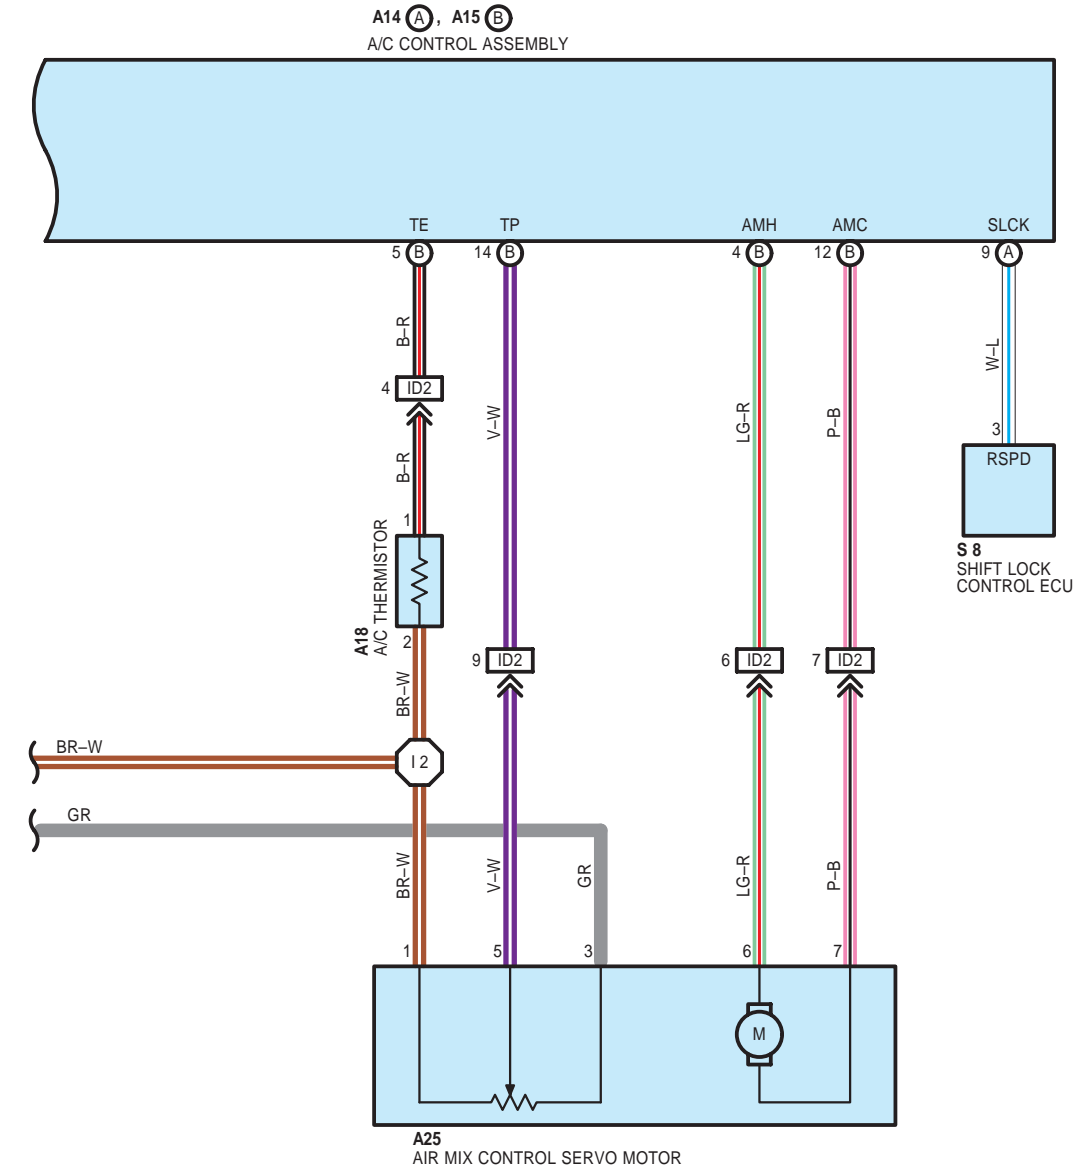 A14 A , A15 B
A/C CONTROL ASSEMBLY
TE TP AMH AMC SLCK
5 B 14 B 4 B 12 B 9 A
B–R
W–L
4 ID2
V–W
LG–R
P–B
3
RSPD
B–R
1
S 8
SHIFT LOCK
CONTROL ECU
A18
A/C THERMISTOR
2
9 ID2 6 ID2 7 ID2
BR–W
BR–W
I 2
GR
BR–W
V–W
GR
LG–R
P–B
1 5 3 6 7
M
A25
AIR MIX CONTROL SERVO MOTOR